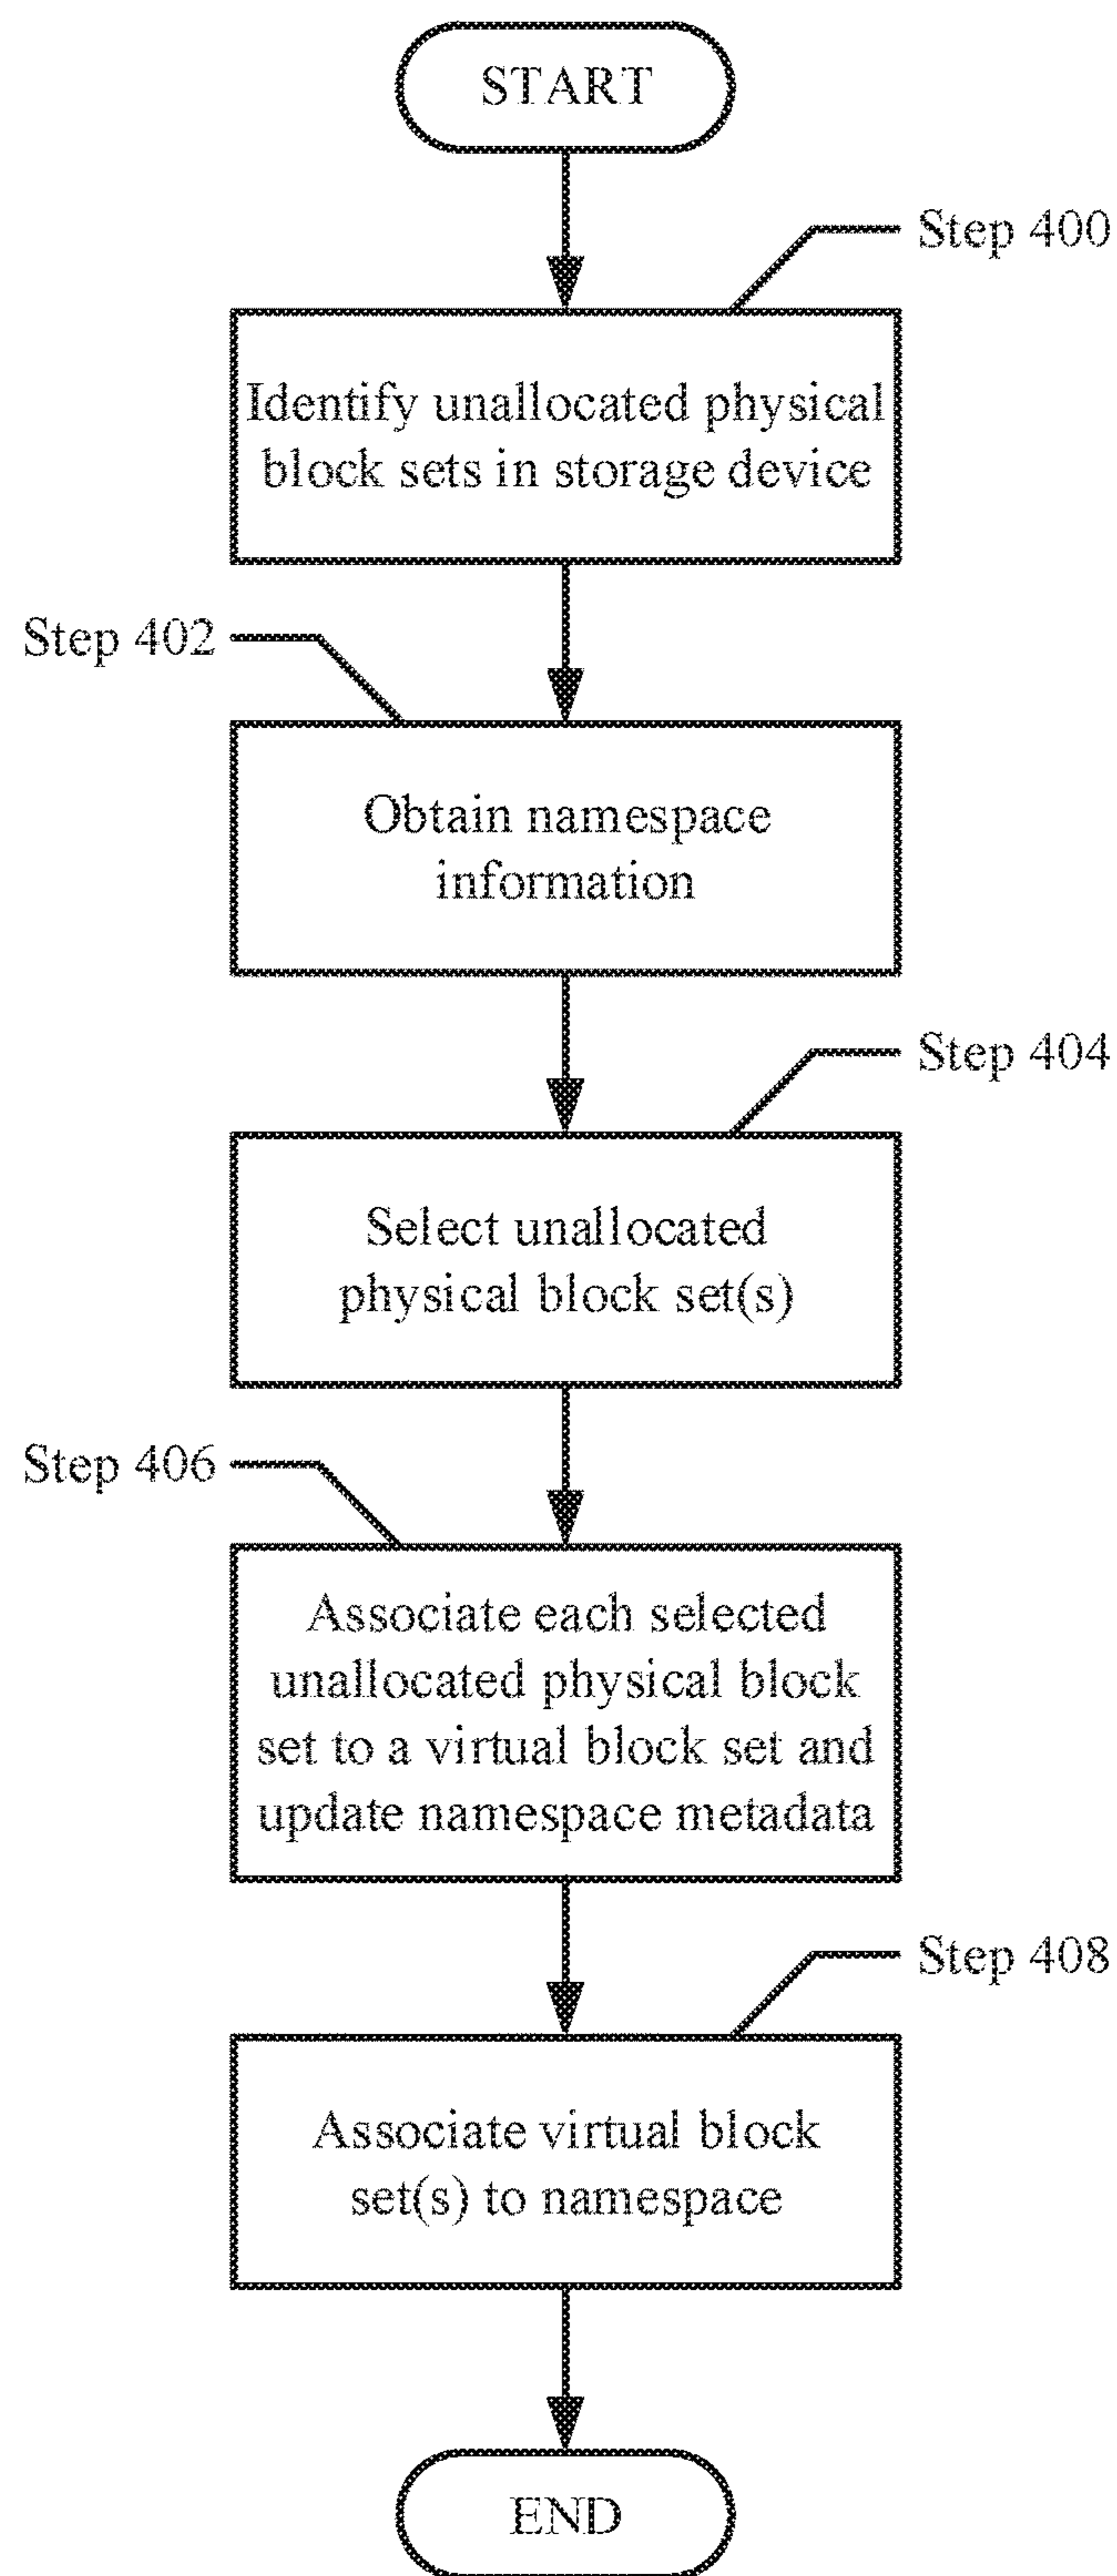 START
Step 400
Identify unallocated physical
block sets in storage device
Step 402
Obtain namespace
information
Step 404
Select unallocated
physical block set(s)
Step 406
Associate each selected
unallocated physical block
set to a virtual block set and
update namespace metadata
Step 408
Associate virtual block
set(s) to namespace
END